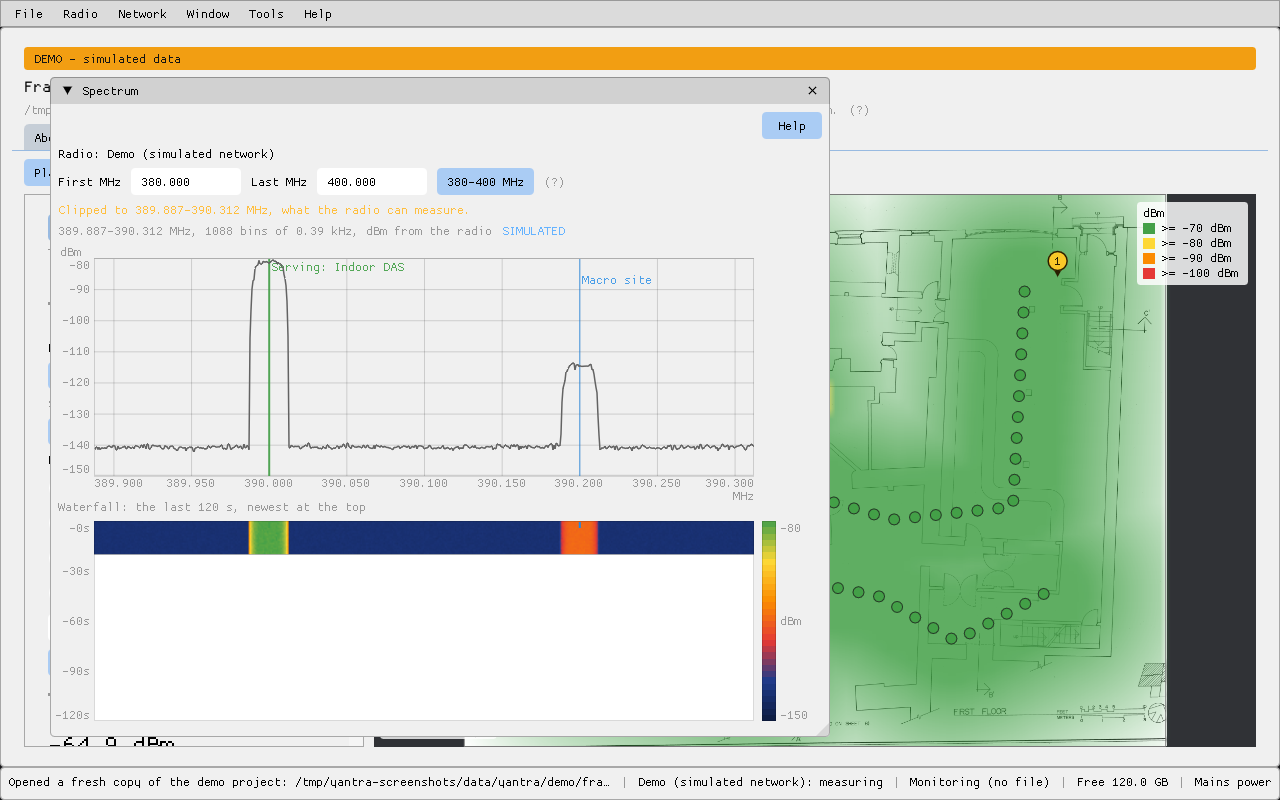 File Radio Network Window Tools Help
DEMO - simulated data
Fra
/tmp
(?)
▼ Spectrum ✕
Help
Radio: Demo (simulated network)
First MHz 380.000 Last MHz 400.000 380-400 MHz (?)
Clipped to 389.887-390.312 MHz, what the radio can measure.
389.887-390.312 MHz, 1088 bins of 0.39 kHz, dBm from the radio SIMULATED
dBm
Serving: Indoor DAS
Macro site
-80
-90
-100
-110
-120
-130
-140
-150
389.900 389.950 390.000 390.050 390.100 390.150 390.200 390.250 390.300
MHz
Waterfall: the last 120 s, newest at the top
-0s
-30s
-60s
-90s
-120s
-80
dBm
-150
dBm
>= -70 dBm
>= -80 dBm
>= -90 dBm
>= -100 dBm
1
FIRST FLOOR
-64.9 dBm
Opened a fresh copy of the demo project: /tmp/yantra-screenshots/data/yantra/demo/fra… | Demo (simulated network): measuring | Monitoring (no file) | Free 120.0 GB | Mains power